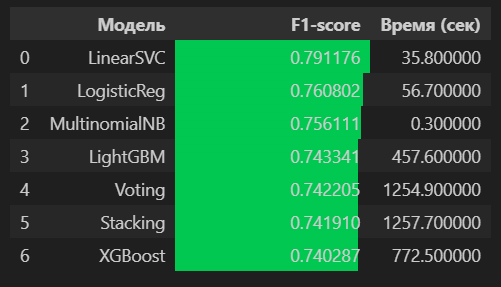 Модель F1-score Время (сек)
0 LinearSVC 0.791176 35.800000
1 LogisticReg 0.760802 56.700000
2 MultinomialNB 0.756111 0.300000
3 LightGBM 0.743341 457.600000
4 Voting 0.742205 1254.900000
5 Stacking 0.741910 1257.700000
6 XGBoost 0.740287 772.500000